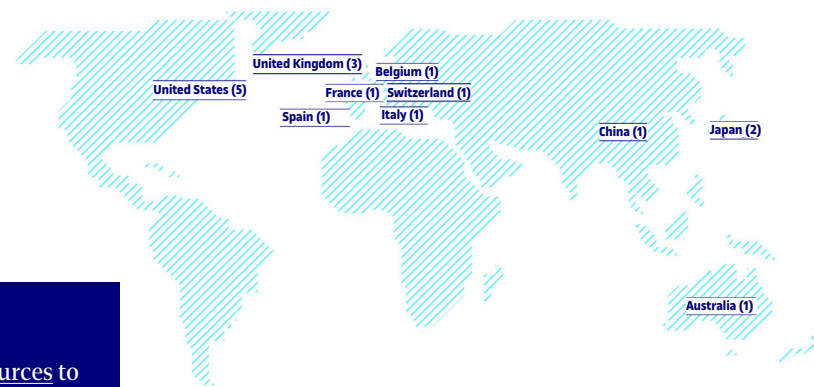 United Kingdom (3)
Belgium (1)
United States (5)
France (1) Switzerland (1)
Spain (1)
Italy (1)
China (1)
Japan (2)
Australia (1)
to